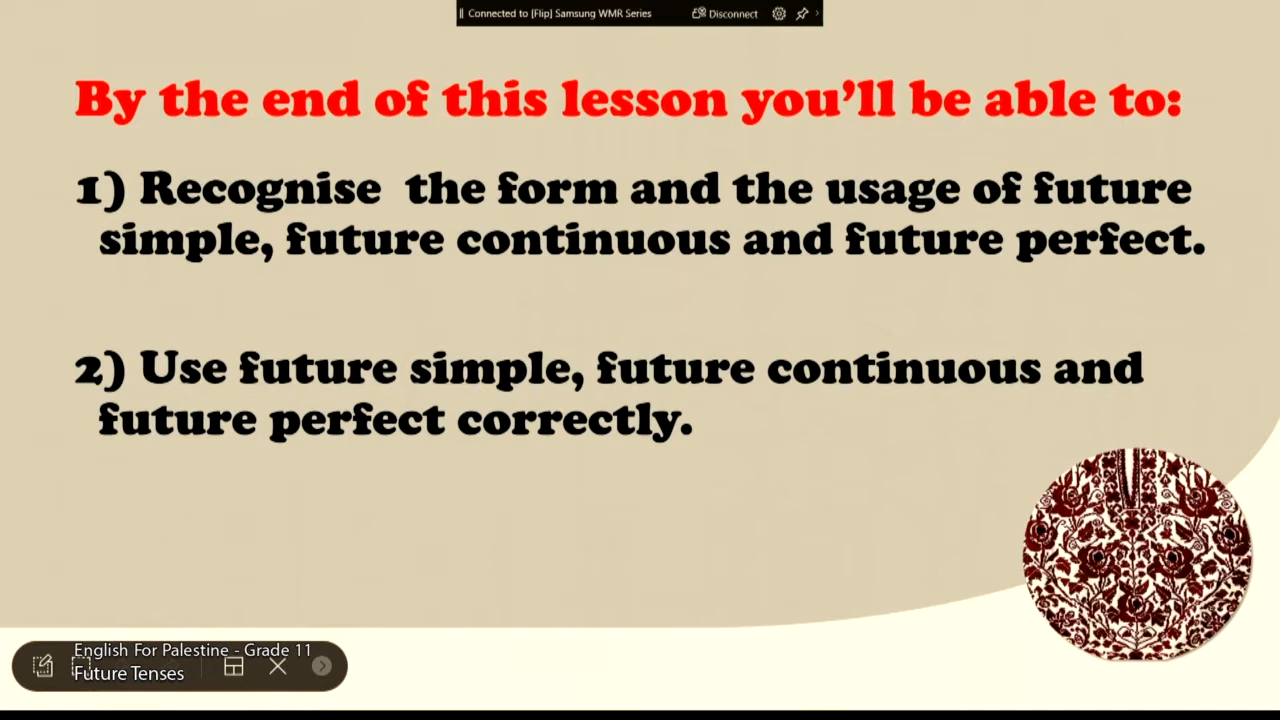 Connected to [Flip] Samsung WMR Series Disconnect
By the end of this lesson you'll be able to:
1) Recognise the form and the usage of future
simple, future continuous and future perfect.
2) Use future simple, future continuous and
future perfect correctly.
English For Palestine - Grade 11
Future Tenses